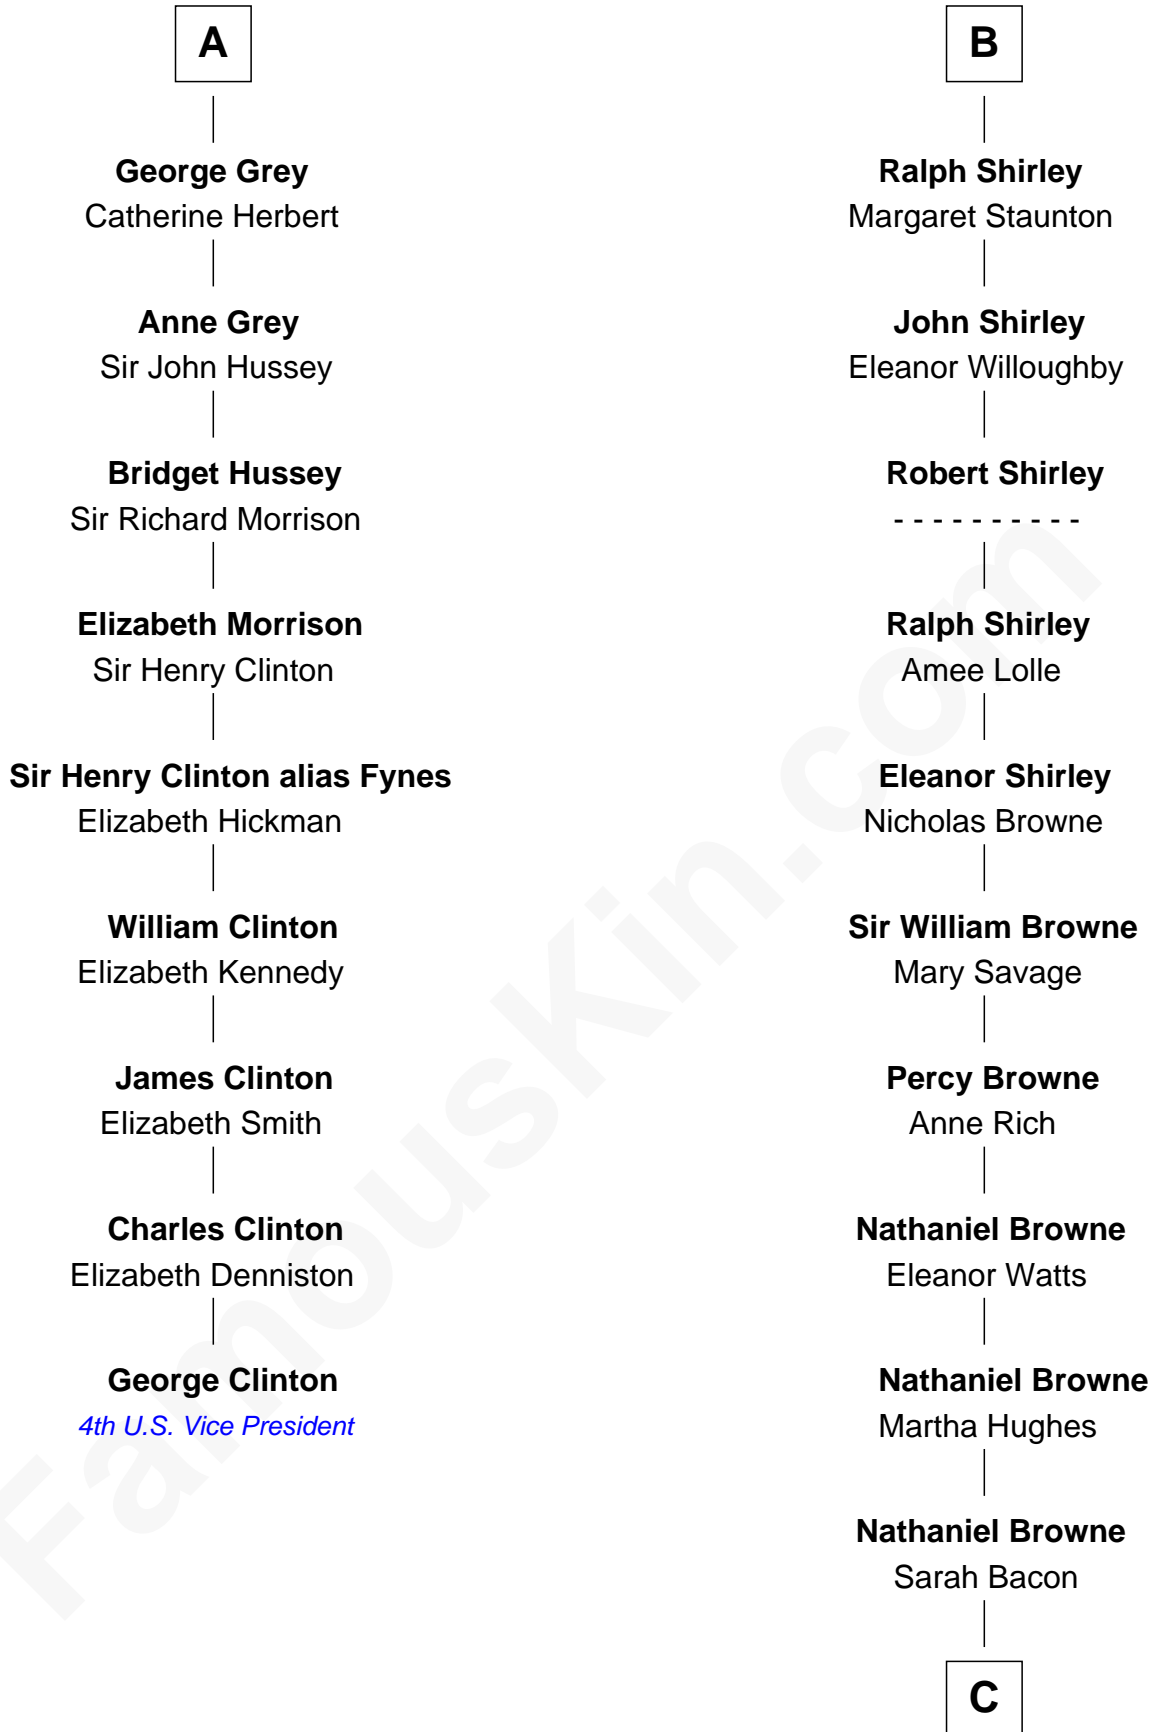 A
George Grey
Catherine Herbert
Anne Grey
Sir John Hussey
Bridget Hussey
Sir Richard Morrison
Elizabeth Morrison
Sir Henry Clinton
Sir Henry Clinton alias Fynes
Elizabeth Hickman
William Clinton
Elizabeth Kennedy
James Clinton
Elizabeth Smith
Charles Clinton
Elizabeth Denniston
George Clinton
4th U.S. Vice President
B
Ralph Shirley
Margaret Staunton
John Shirley
Eleanor Willoughby
Robert Shirley
- - - - - - - - - -
Ralph Shirley
Amee Lolle
Eleanor Shirley
Nicholas Browne
Sir William Browne
Mary Savage
Percy Browne
Anne Rich
Nathaniel Browne
Eleanor Watts
Nathaniel Browne
Martha Hughes
Nathaniel Browne
Sarah Bacon
C
FamousKin.com